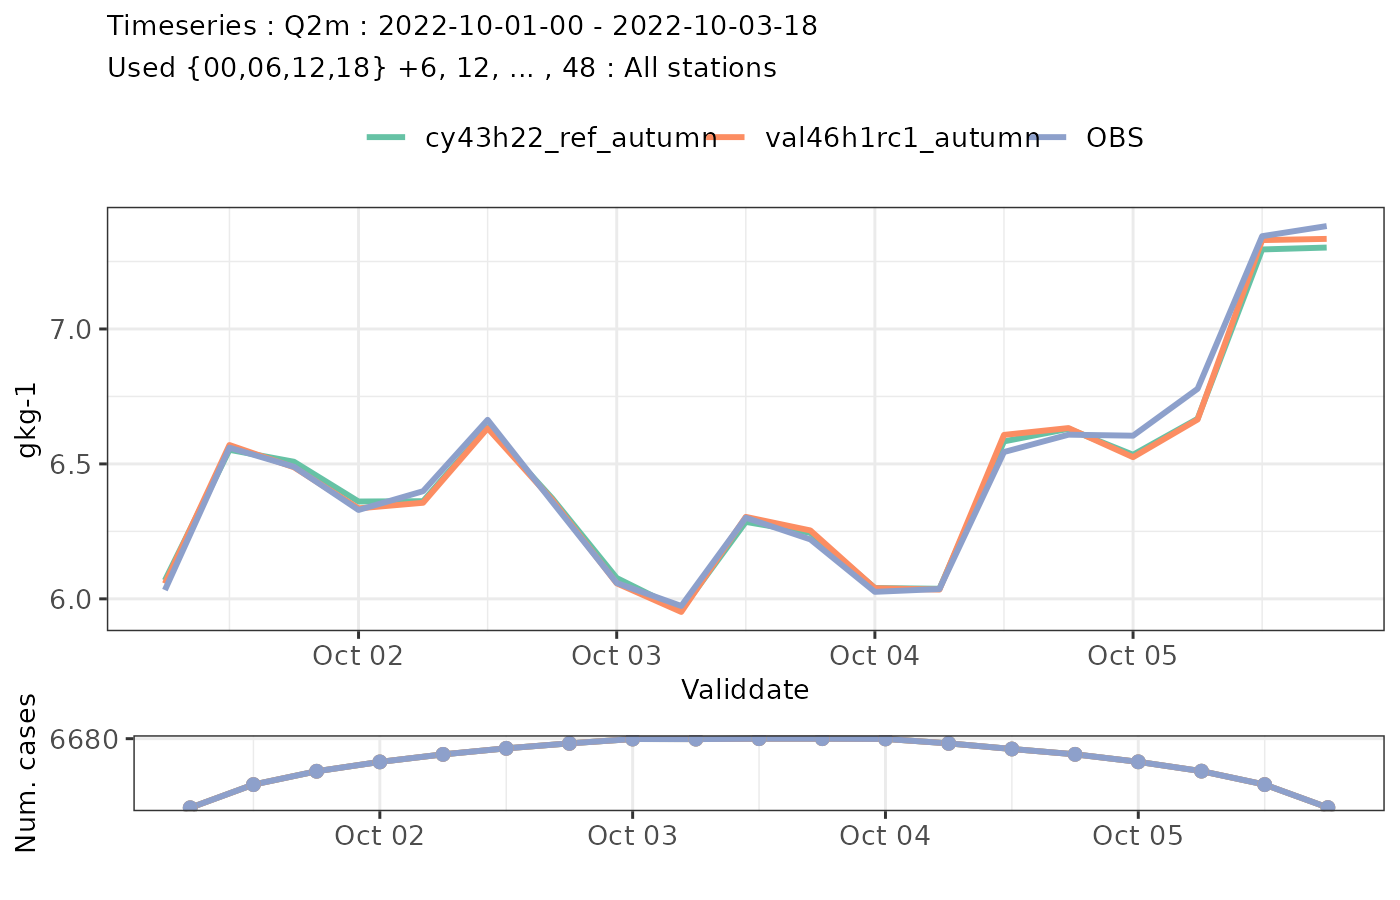 Timeseries : Q2m : 2022-10-01-00 - 2022-10-03-18
Used {00,06,12,18} +6, 12, ... , 48 : All stations
cy43h22_ref_autumn val46h1rc1_autumn OBS
gkg-1
7.0
6.5
6.0
Oct 02 Oct 03 Oct 04 Oct 05
Validdate
Num. cases
6680
Oct 02 Oct 03 Oct 04 Oct 05